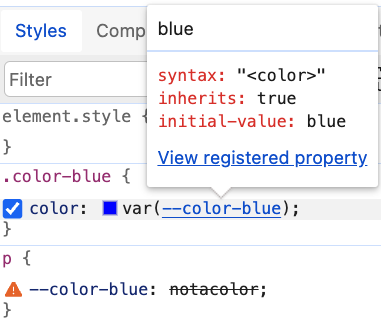 Styles Comp
blue
Filter
syntax: "<color>"
inherits: true
initial-value: blue
View registered property
element.style {
}
.color-blue {
color: var(--color-blue);
}
p {
--color-blue: notacolor;
}